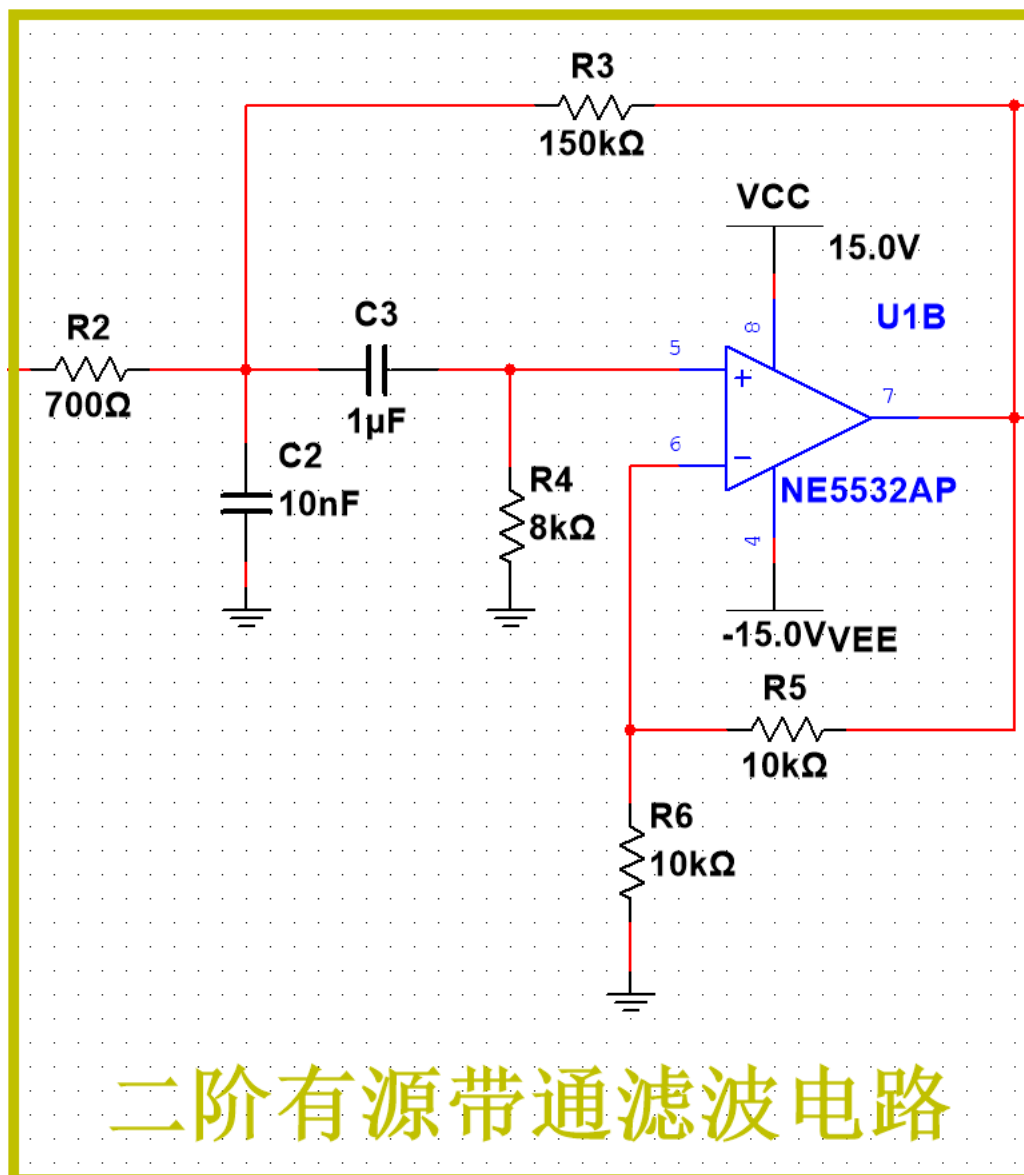 R3
150kΩ
VCC
15.0V
U1B
8
R2
700Ω
C3
1μF
5
+
7
6
−
NE5532AP
C2
10nF
R4
8kΩ
4
-15.0V
VEE
R5
10kΩ
R6
10kΩ
二阶有源带通滤波电路